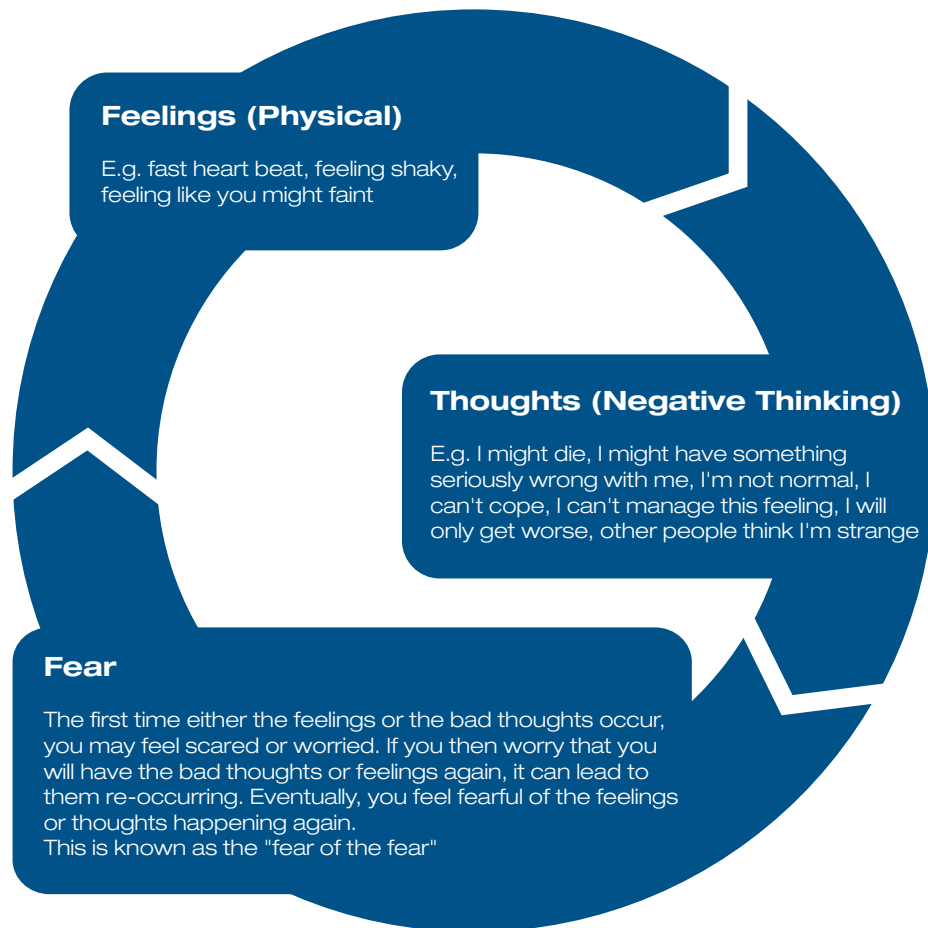 Feelings (Physical)
E.g. fast heart beat, feeling shaky,
feeling like you might faint
Thoughts (Negative Thinking)
E.g. I might die, I might have something
seriously wrong with me, I'm not normal, I
can't cope, I can't manage this feeling, I will
only get worse, other people think I'm strange
Fear
The first time either the feelings or the bad thoughts occur,
you may feel scared or worried. If you then worry that you
will have the bad thoughts or feelings again, it can lead to
them re-occurring. Eventually, you feel fearful of the feelings
or thoughts happening again.
This is known as the "fear of the fear"